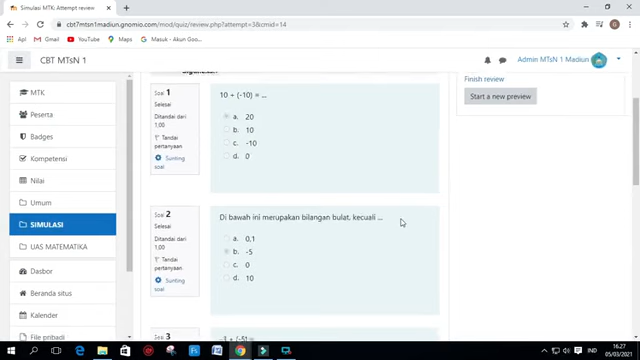 Simulasi MTK: Attempt review
cbt7mtsn1madiun.gnomio.com/mod/quiz/review.php?attempt=3&cmid=14
Apps
Gmail
YouTube
Maps
Masuk - Akun Goo...
CBT MTsN 1
Admin MTsN 1 Madiun
MTK
Peserta
Badges
Kompetensi
Nilai
Umum
SIMULASI
UAS MATEMATIKA
Dasbor
Beranda situs
Kalender
File pribadi
Soal 1
Selesai
Ditandai dari
1,00
Tandai
pertanyaan
Sunting
soal
10 + (-10) = ...
a. 20
b. 10
c. -10
d. 0
Soal 2
Selesai
Ditandai dari
1,00
Tandai
pertanyaan
Sunting
soal
Di bawah ini merupakan bilangan bulat, kecuali ...
a. 0,1
b. -5
c. 0
d. 10
Soal 3
Finish review
Start a new preview
IND
16.27
05/03/2021